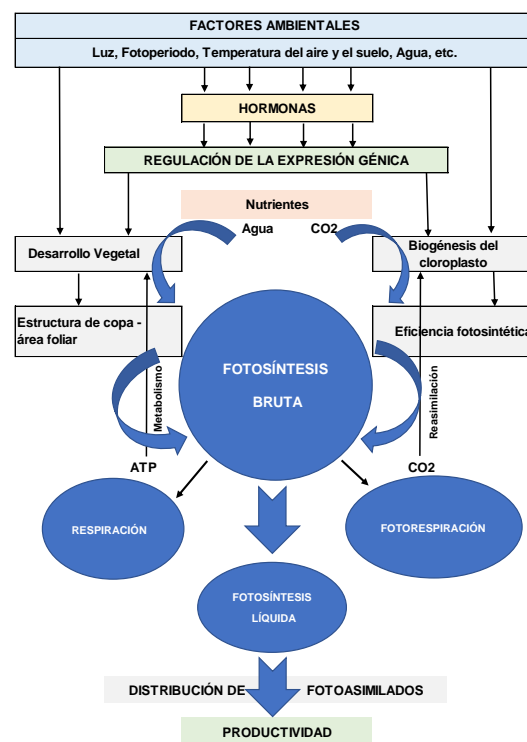 FACTORES AMBIENTALES
Luz, Fotoperiodo, Temperatura del aire y el suelo, Agua, etc.
HORMONAS
REGULACIÓN DE LA EXPRESIÓN GÉNICA
Nutrientes
Agua
CO2
Desarrollo Vegetal
Biogénesis del
cloroplasto
Estructura de copa -
área foliar
Eficiencia fotosintética
FOTOSÍNTESIS
BRUTA
Metabolismo
Reasimilación
ATP
CO2
RESPIRACIÓN
FOTORESPIRACIÓN
FOTOSÍNTESIS
LÍQUIDA
DISTRIBUCIÓN DE FOTOASIMILADOS
PRODUCTIVIDAD